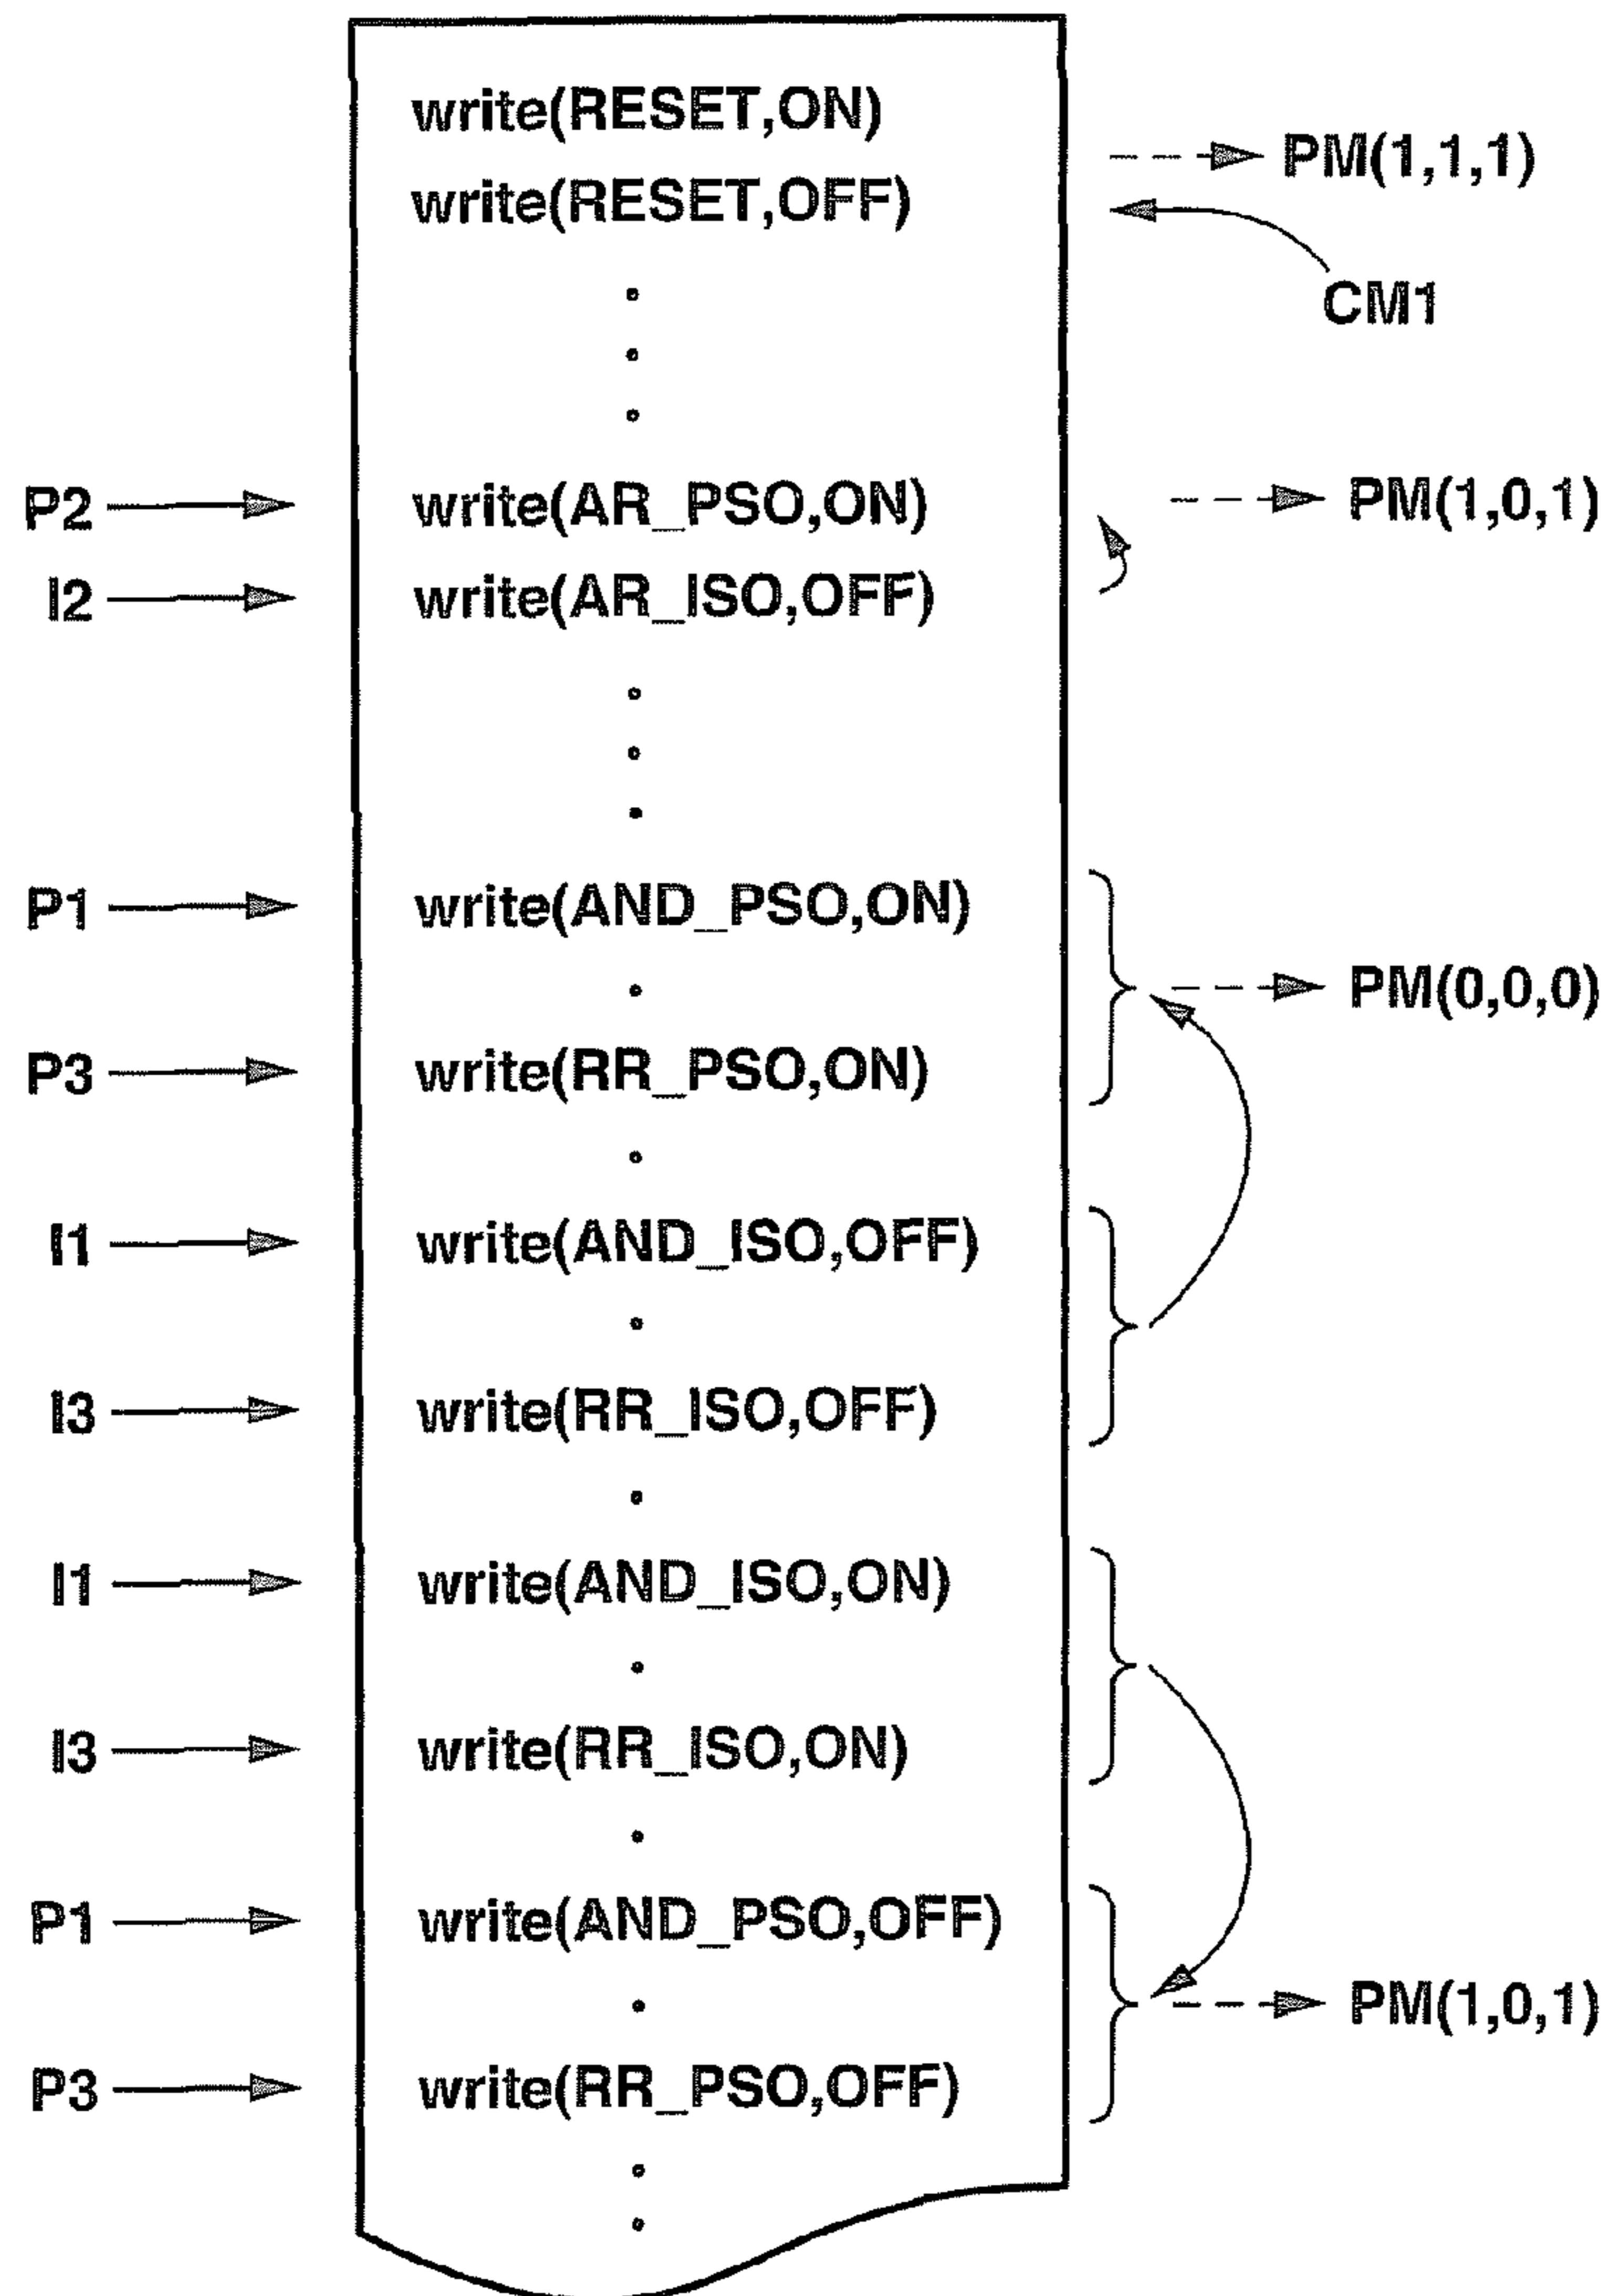 write(RESET,ON)
PM(1,1,1)
write(RESET,OFF)
CM1
P2 write(AR_PSO,ON) PM(1,0,1)
I2 write(AR_ISO,OFF)
P1 write(AND_PSO,ON)
PM(0,0,0)
P3 write(RR_PSO,ON)
I1 write(AND_ISO,OFF)
I3 write(RR_ISO,OFF)
I1 write(AND_ISO,ON)
I3 write(RR_ISO,ON)
P1 write(AND_PSO,OFF)
PM(1,0,1)
P3 write(RR_PSO,OFF)